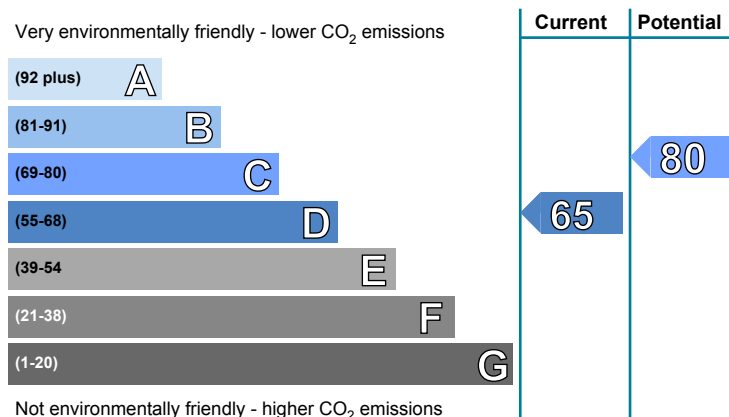 Very environmentally friendly - lower CO₂ emissions
Current
Potential
(92 plus) A
(81-91) B
(69-80) C
(55-68) D
(39-54 E
(21-38) F
(1-20) G
80
65
Not environmentally friendly - higher CO₂ emissions